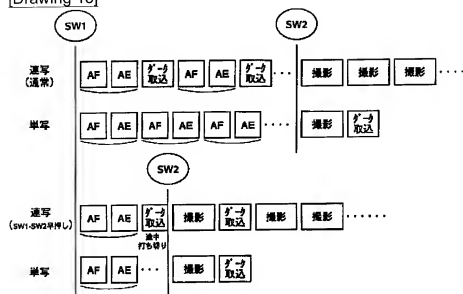 [Drawing 10]
SW1
SW2
連写 AF AE データ取込 AF AE データ取込 ・・・ 撮影 撮影 撮影 ・・・・
(通常)
単写 AF AE AF AE AF AE ・・・・ 撮影 データ取込
SW2
連写 AF AE データ取込 撮影 データ取込 撮影 撮影 ・・・・・・
(SW1-SW2早押し)
途中
打ち切り
単写 AF AE ・・・ 撮影 データ取込